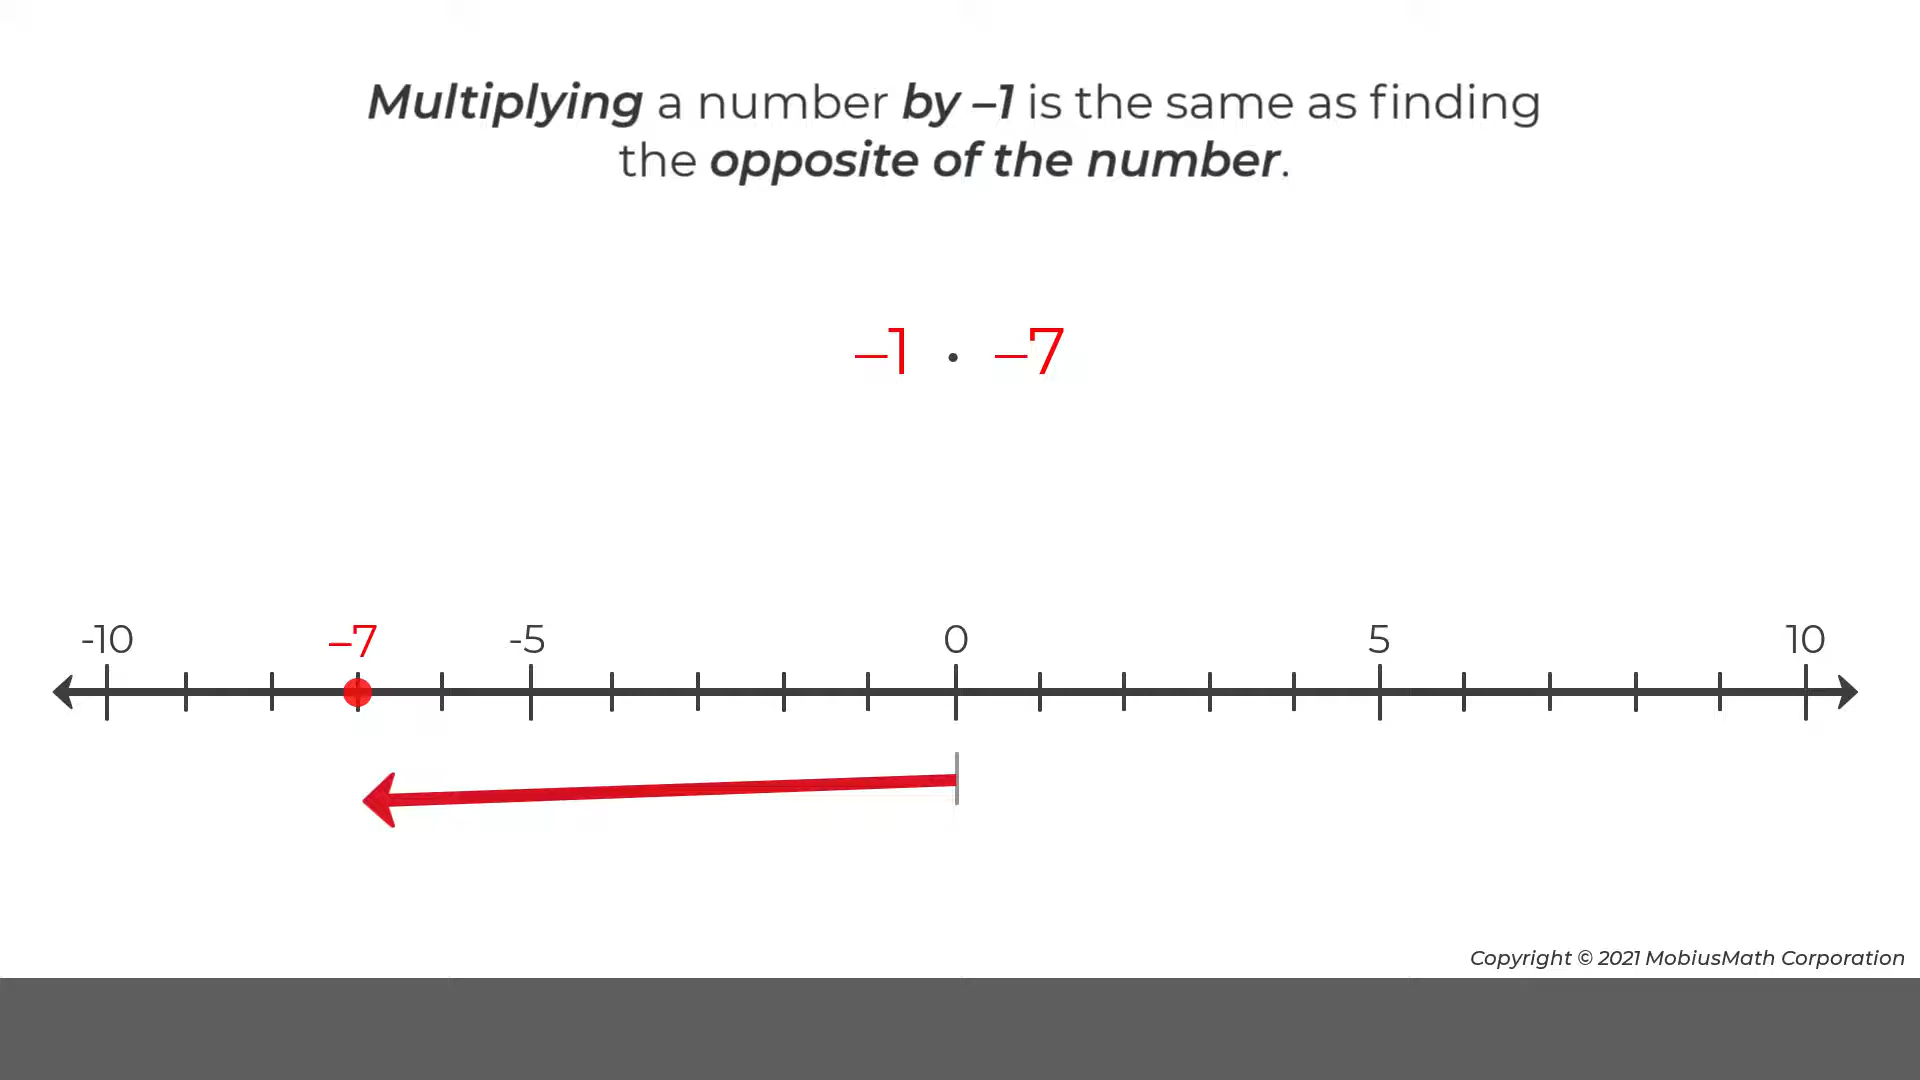 Multiplying a number by –1 is the same as finding
the opposite of the number.
–1 · –7
-10 –7 -5 0 5 10
Copyright © 2021 MobiusMath Corporation